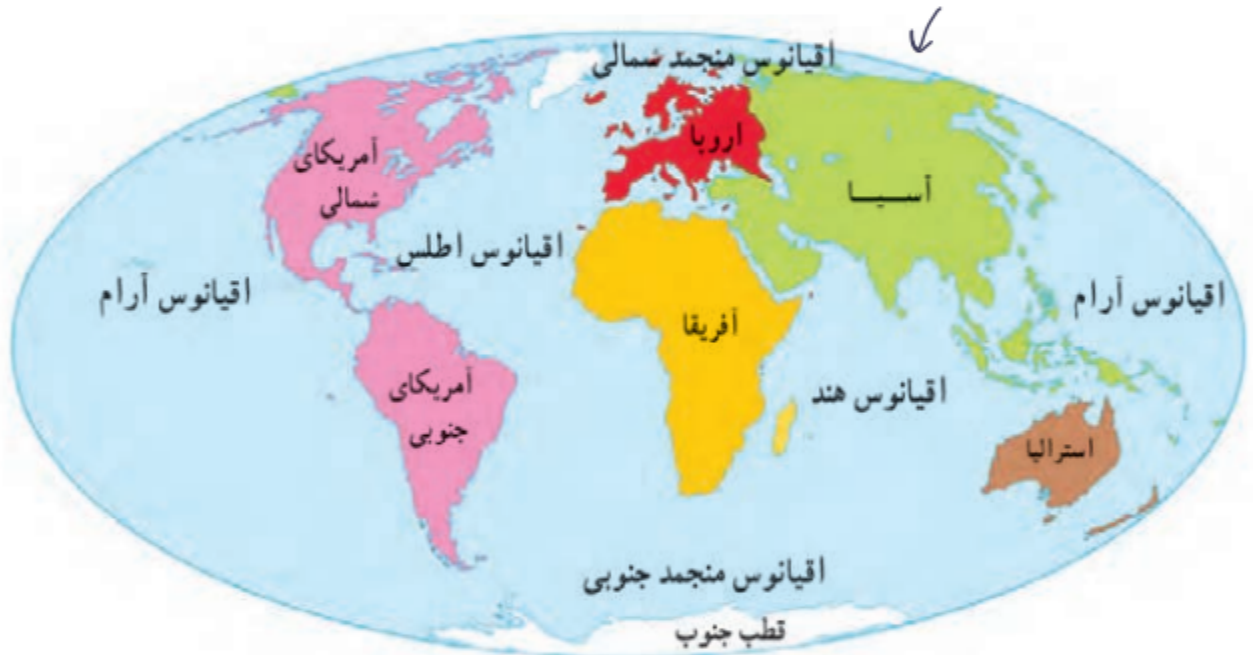 اقیانوس منجمد شمالی
اروپا
آمریکای
شمالی
آسیـــا
اقیانوس اطلس
اقیانوس آرام
اقیانوس آرام
آفریقا
آمریکای
جنوبی
اقیانوس هند
استرالیا
اقیانوس منجمد جنوبی
قطب جنوب